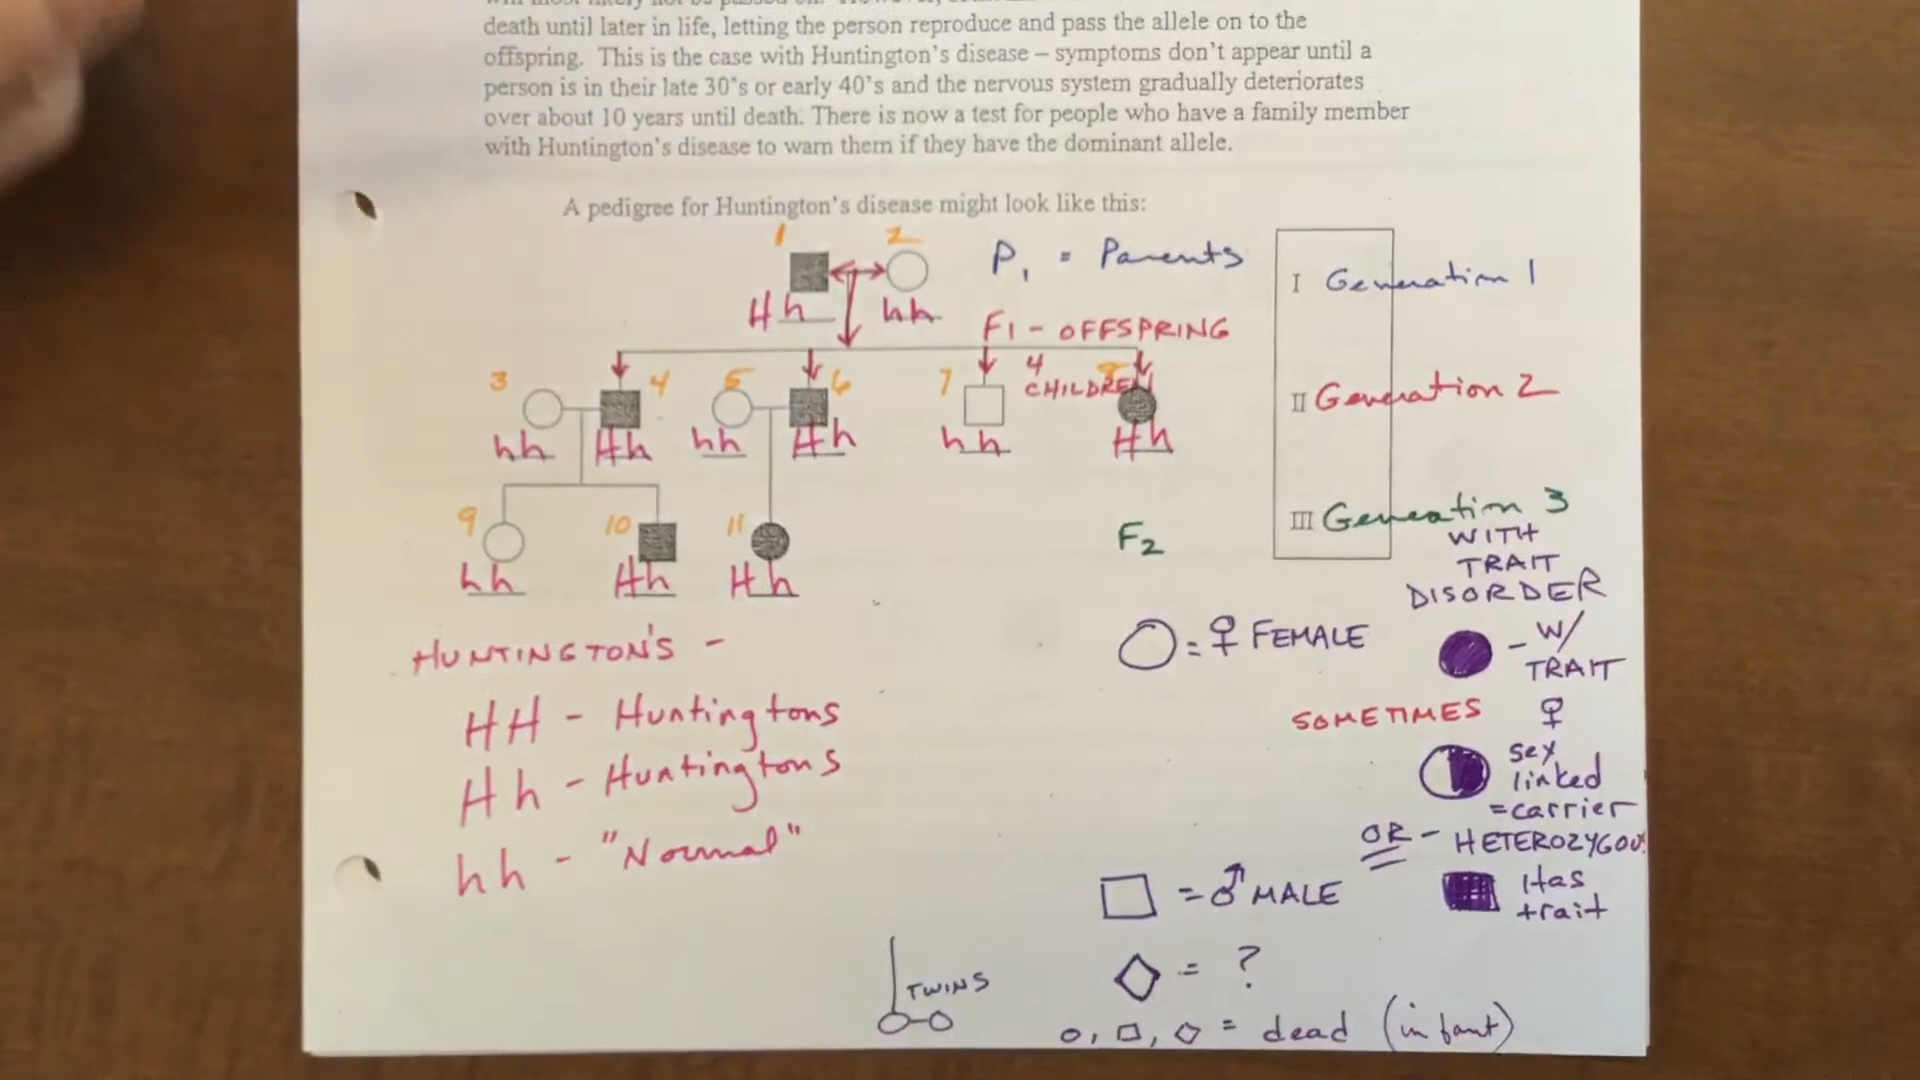 death until later in life, letting the person reproduce and pass the allele on to the
offspring. This is the case with Huntington's disease – symptoms don't appear until a
person is in their late 30's or early 40's and the nervous system gradually deteriorates
over about 10 years until death. There is now a test for people who have a family member
with Huntington's disease to warn them if they have the dominant allele.
A pedigree for Huntington's disease might look like this:
1 2
P1 = Parents
I Generation 1
Hh hh
F1 - OFFSPRING
4
CHILDREN
3 4 5 6 7
II Generation 2
hh Hh hh Hh hh Hh
9 10 11
F2
III Generation 3
hh Hh Hh
WITH
TRAIT
DISORDER
HUNTINGTON'S -
HH - Huntingtons
Hh - Huntingtons
hh - "Normal"
= ♀ FEMALE
- W/
TRAIT
SOMETIMES ♀
sex
linked
= carrier
OR - HETEROZYGOUS
= ♂ MALE
Has
trait
= ?
TWINS
= dead (infant)